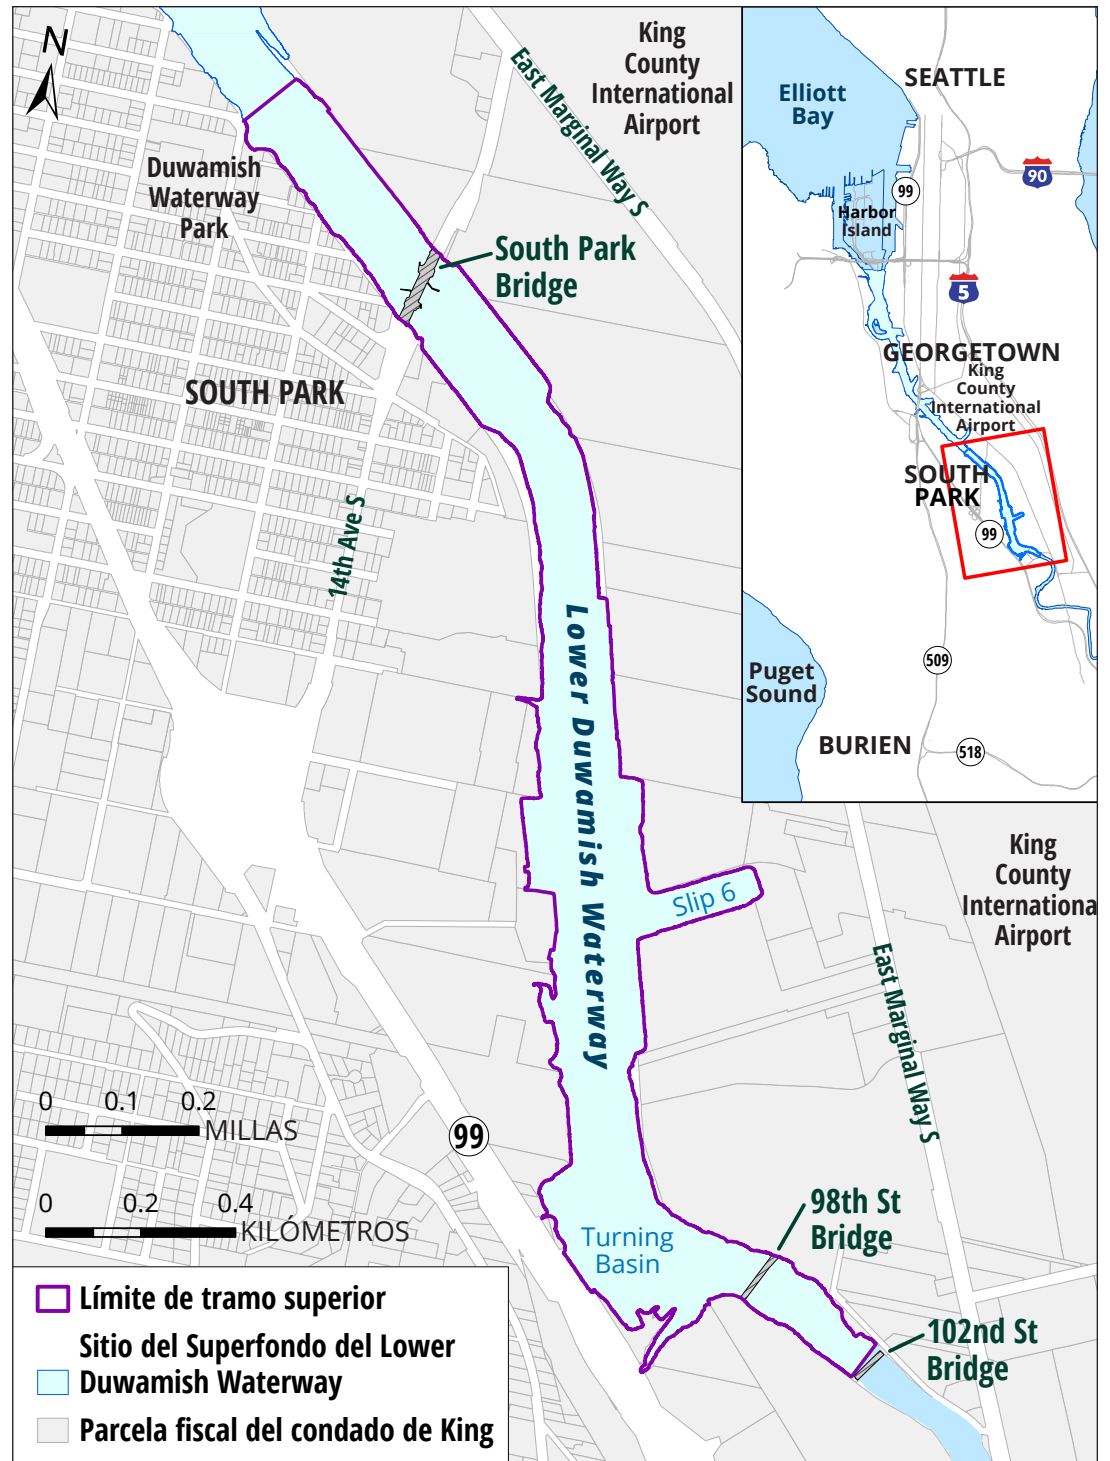 N
King
County
International
Airport
East Marginal Way S
Duwamish
Waterway
Park
South Park
Bridge
SOUTH PARK
14th Ave S
Lower Duwamish Waterway
Slip 6
King
County
Internationa
Airport
East Marginal Way S
99
Turning
Basin
98th St
Bridge
102nd St
Bridge
0 0.1 0.2
MILLAS
0 0.2 0.4
KILÓMETROS
Límite de tramo superior
Sitio del Superfondo del Lower
Duwamish Waterway
Parcela fiscal del condado de King
SEATTLE
Elliott
Bay
90
99
Harbor
Island
5
GEORGETOWN
King
County
International
Airport
SOUTH
PARK
99
509
Puget
Sound
BURIEN
518